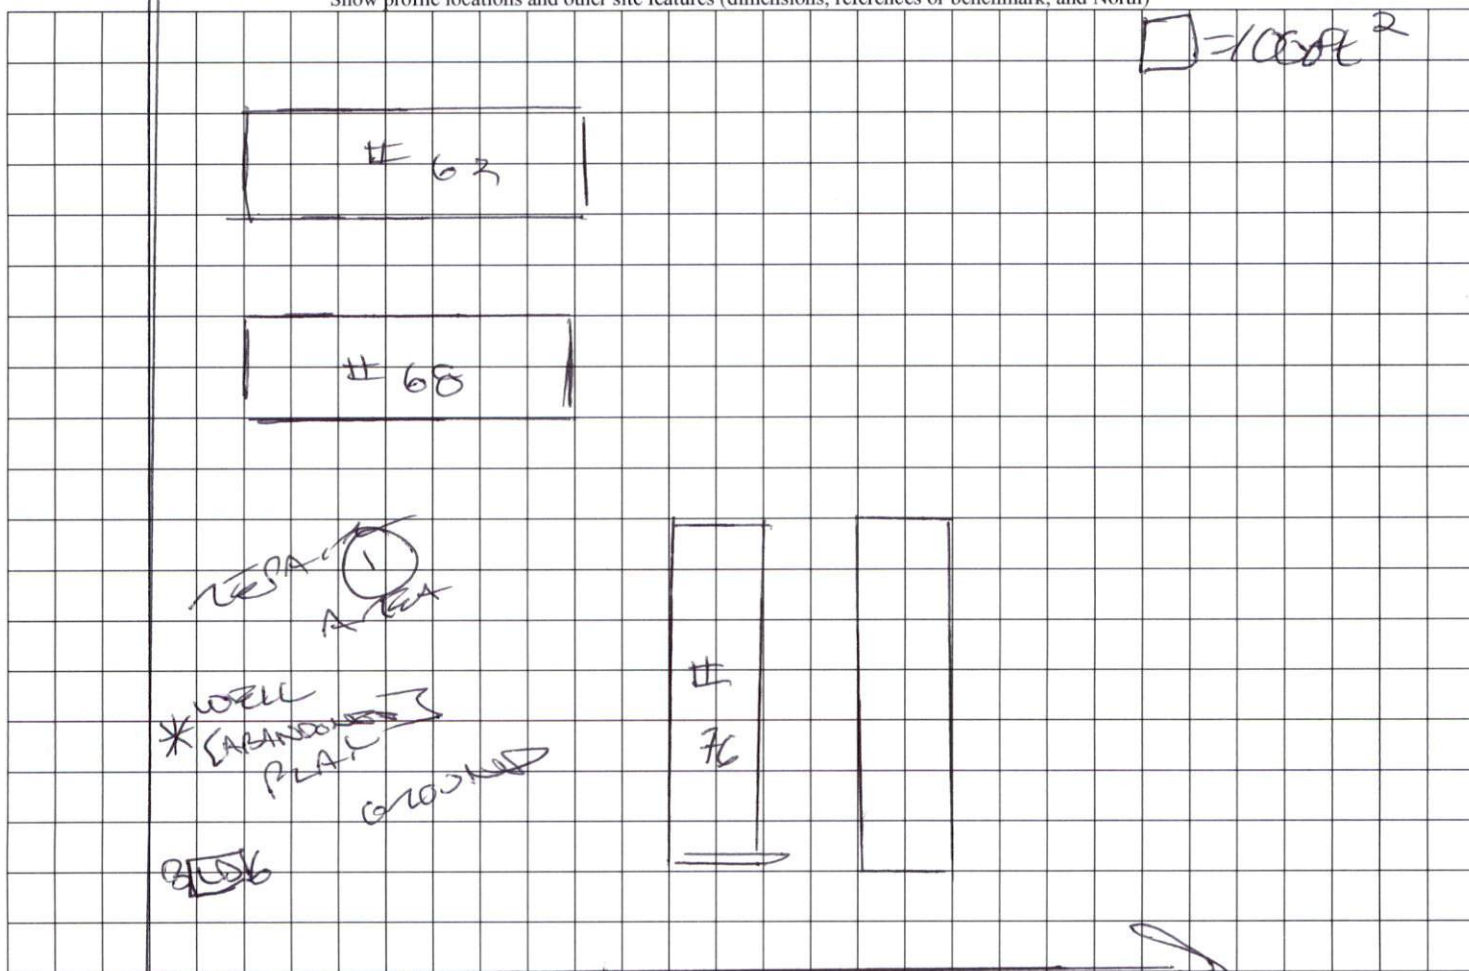 Show profile locations and other site features (dimensions, references or benchmark, and North)
# 62
# 68
1
AREA
* WELL
[ABANDONED]
PLAY
GROUND
#
76
BLDG